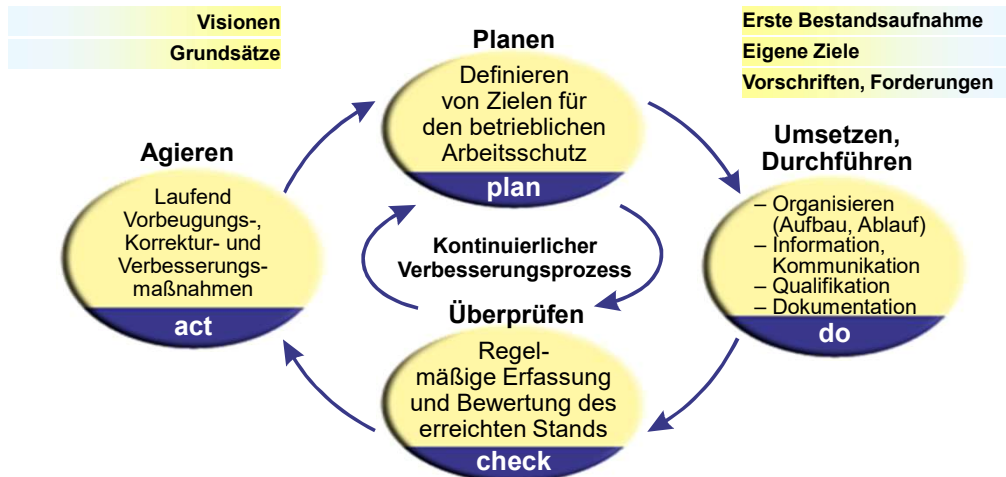 Visionen
Grundsätze
Erste Bestandsaufnahme
Eigene Ziele
Vorschriften, Forderungen
Planen
Definieren
von Zielen für
den betrieblichen
Arbeitsschutz
plan
Umsetzen,
Durchführen
– Organisieren
(Aufbau, Ablauf)
– Information,
Kommunikation
– Qualifikation
– Dokumentation
do
Agieren
Laufend
Vorbeugungs-,
Korrektur- und
Verbesserungs-
maßnahmen
act
Kontinuierlicher
Verbesserungsprozess
Überprüfen
Regel-
mäßige Erfassung
und Bewertung des
erreichten Stands
check